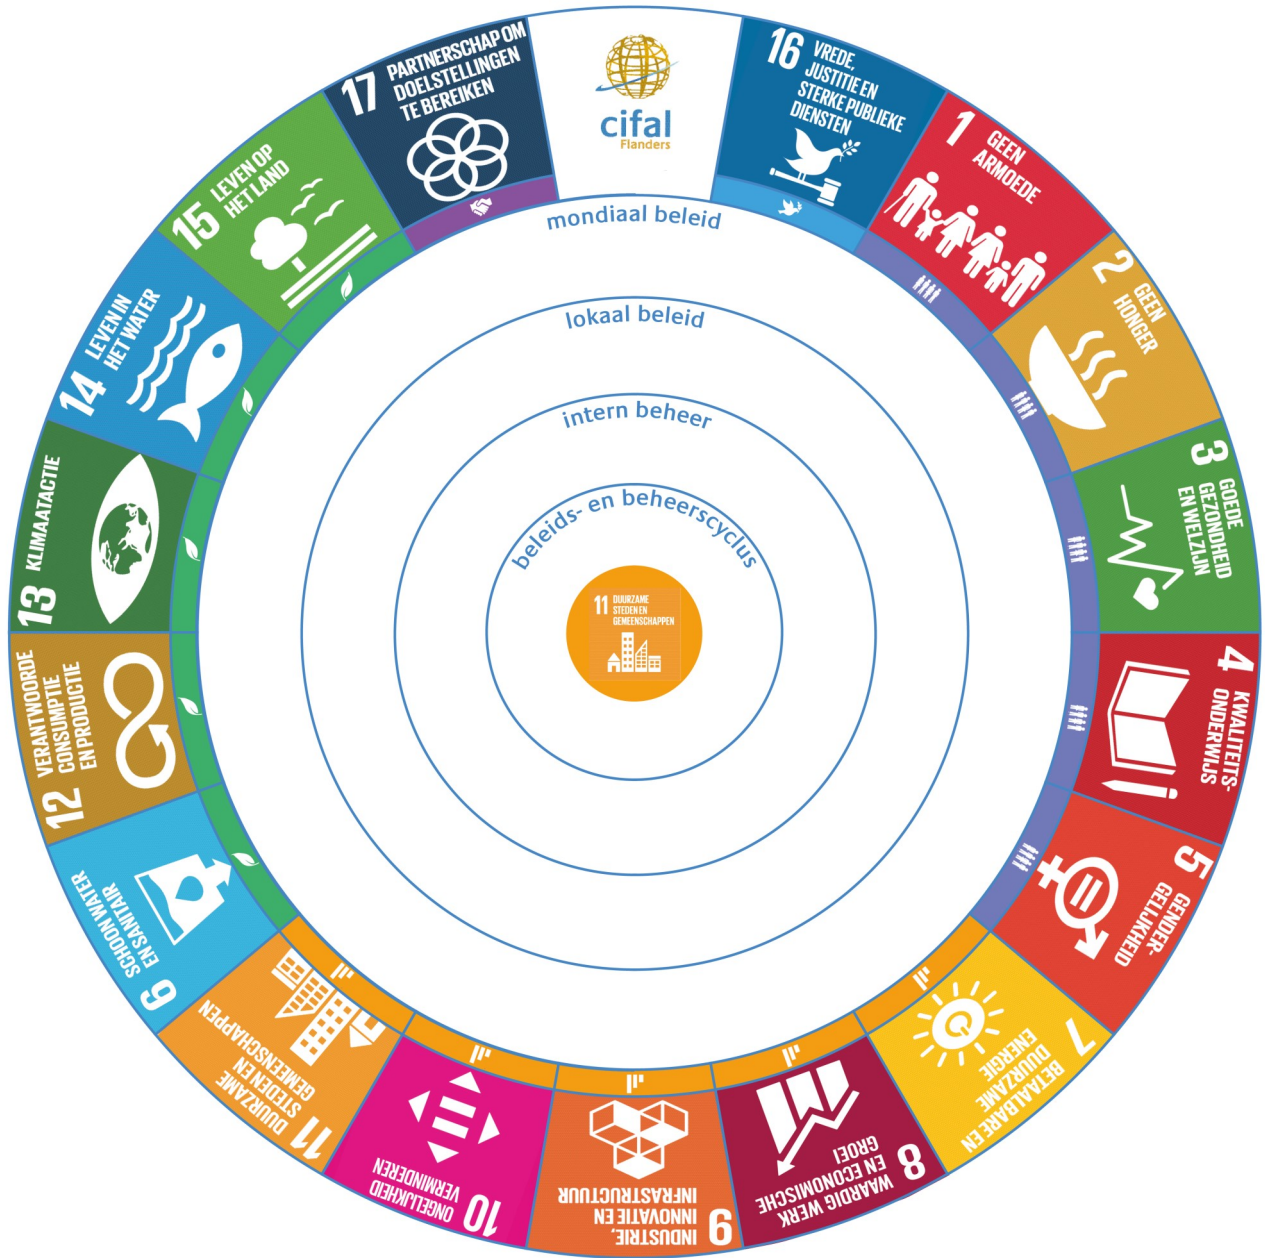 cifal
Flanders
16 VREDE,
JUSTITIE EN
STERKE PUBLIEKE
DIENSTEN
1 GEEN
ARMOEDE
2 GEEN
HONGER
3 GOEDE
GEZONDHEID
EN WELZIJN
4 KWALITEITS-
ONDERWIJS
5 GENDER-
GELIJKHEID
7 BETAALBARE EN
DUURZAME
ENERGIE
8 WAARDIG WERK
EN ECONOMISCHE
GROEI
9 INDUSTRIE,
INNOVATIE EN
INFRASTRUCTUUR
10 ONGELIJKHEID
VERMINDEREN
11 DUURZAME
STEDEN EN
GEMEENSCHAPPEN
6 SCHOON WATER
EN SANITAIR
12 VERANTWOORDE
CONSUMPTIE
EN PRODUCTIE
13 KLIMAATACTIE
14 LEVEN IN
HET WATER
15 LEVEN OP
HET LAND
17 PARTNERSCHAP OM
DOELSTELLINGEN
TE BEREIKEN
mondiaal beleid
lokaal beleid
intern beheer
beleids- en beheerscyclus
11 DUURZAME
STEDEN EN
GEMEENSCHAPPEN